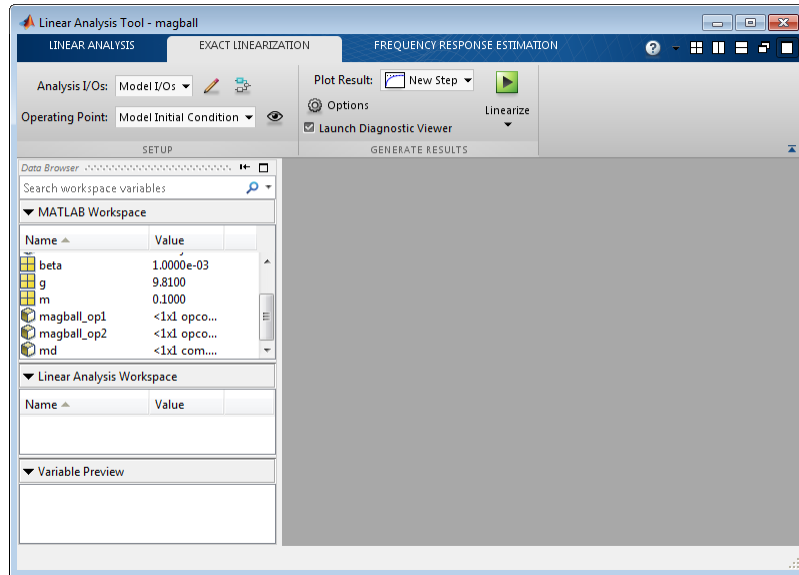 Linear Analysis Tool - magball
LINEAR ANALYSIS EXACT LINEARIZATION FREQUENCY RESPONSE ESTIMATION
Analysis I/Os: Model I/Os
Operating Point: Model Initial Condition
SETUP
Plot Result: New Step
Options
Launch Diagnostic Viewer
Linearize
GENERATE RESULTS
Data Browser
Search workspace variables
MATLAB Workspace
Name Value
beta 1.0000e-03
g 9.8100
m 0.1000
magball_op1 <1x1 opco...
magball_op2 <1x1 opco...
md <1x1 com....
Linear Analysis Workspace
Name Value
Variable Preview